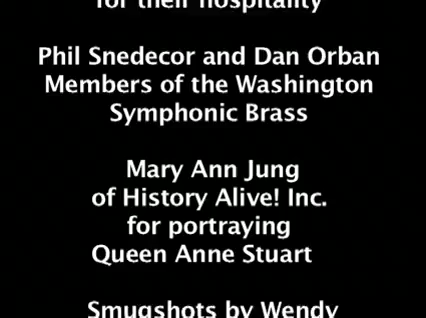 for their hospitality
Phil Snedecor and Dan Orban
Members of the Washington
Symphonic Brass
Mary Ann Jung
of History Alive! Inc.
for portraying
Queen Anne Stuart
Smugshots by Wendy